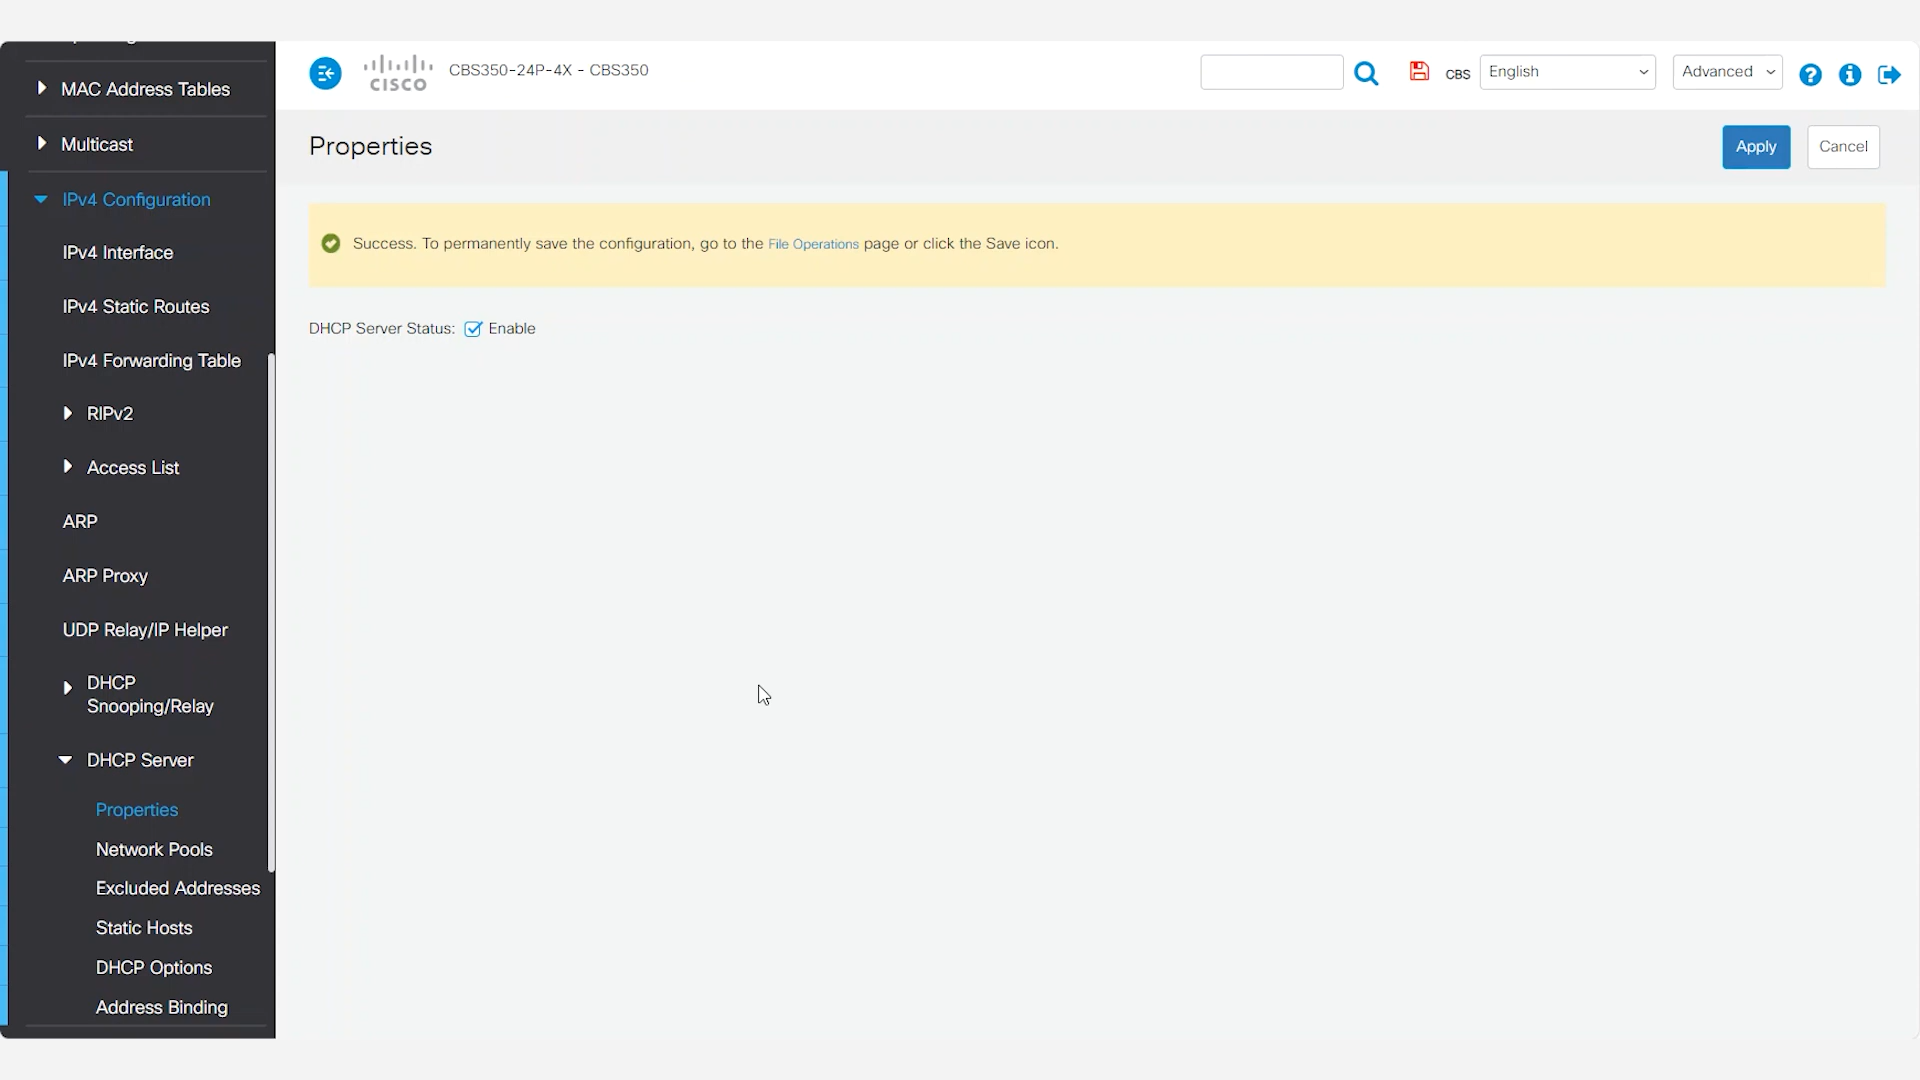 MAC Address Tables
Multicast
IPv4 Configuration
IPv4 Interface
IPv4 Static Routes
IPv4 Forwarding Table
RIPv2
Access List
ARP
ARP Proxy
UDP Relay/IP Helper
DHCP
Snooping/Relay
DHCP Server
Properties
Network Pools
Excluded Addresses
Static Hosts
DHCP Options
Address Binding
CISCO
CBS350-24P-4X - CBS350
CBS
English
Advanced
Properties
Apply
Cancel
Success. To permanently save the configuration, go to the File Operations page or click the Save icon.
DHCP Server Status: Enable